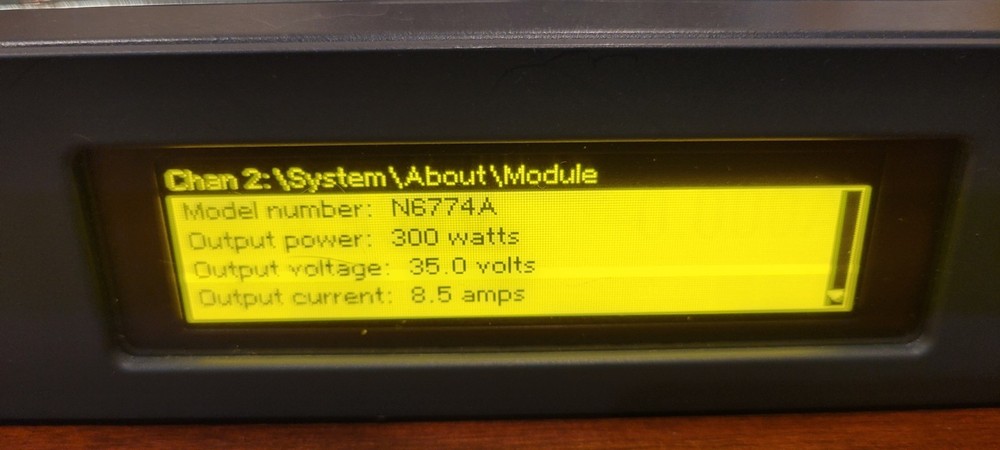 Chan 2:\System\About\Module
Model number: N6774A
Output power: 300 watts
Output voltage: 35.0 volts
Output current: 8.5 amps